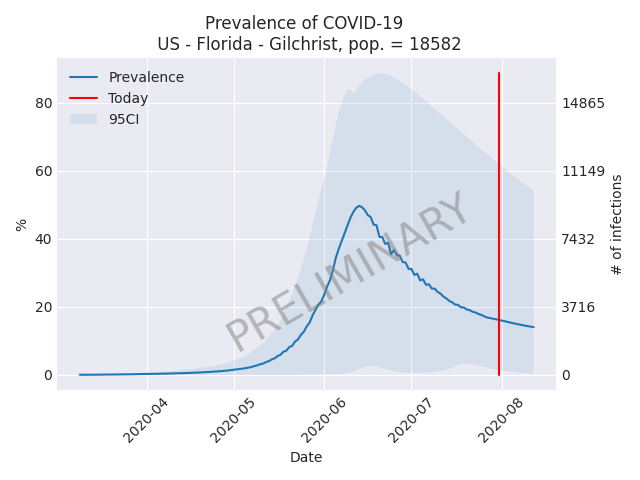 Prevalence of COVID-19
US - Florida - Gilchrist, pop. = 18582
Prevalence
Today
95CI
80
60
40
20
0
%
14865
11149
7432
3716
0
# of infections
PRELIMINARY
2020-04
2020-05
2020-06
2020-07
2020-08
Date